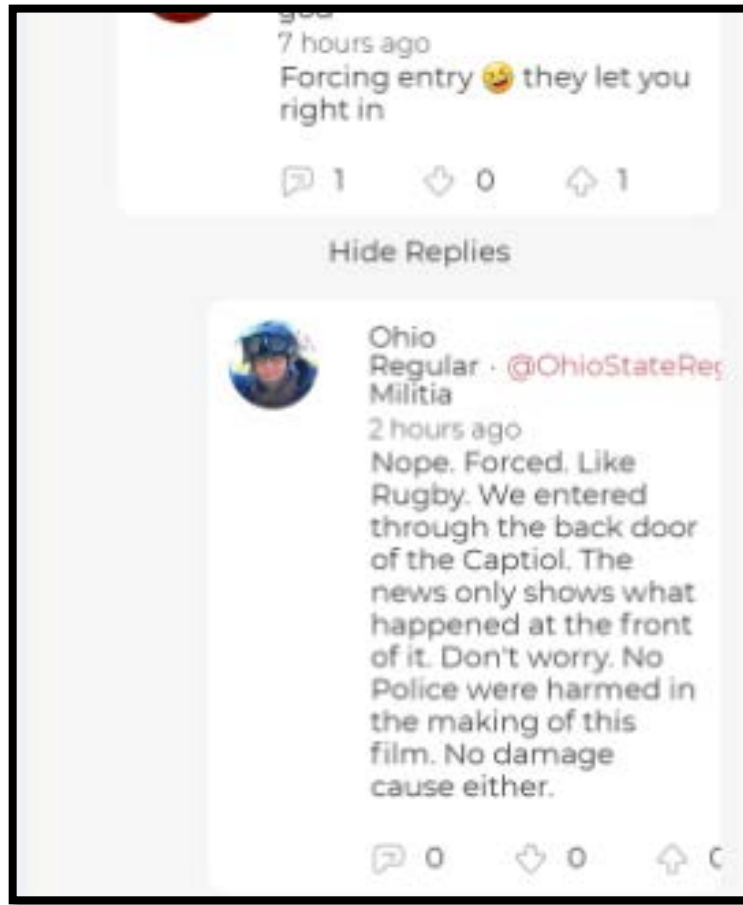 god
7 hours ago
Forcing entry 🤪 they let you
right in
1 0 1
Hide Replies
Ohio
Regular · @OhioStateReg
Militia
2 hours ago
Nope. Forced. Like
Rugby. We entered
through the back door
of the Captiol. The
news only shows what
happened at the front
of it. Don't worry. No
Police were harmed in
the making of this
film. No damage
cause either.
0 0